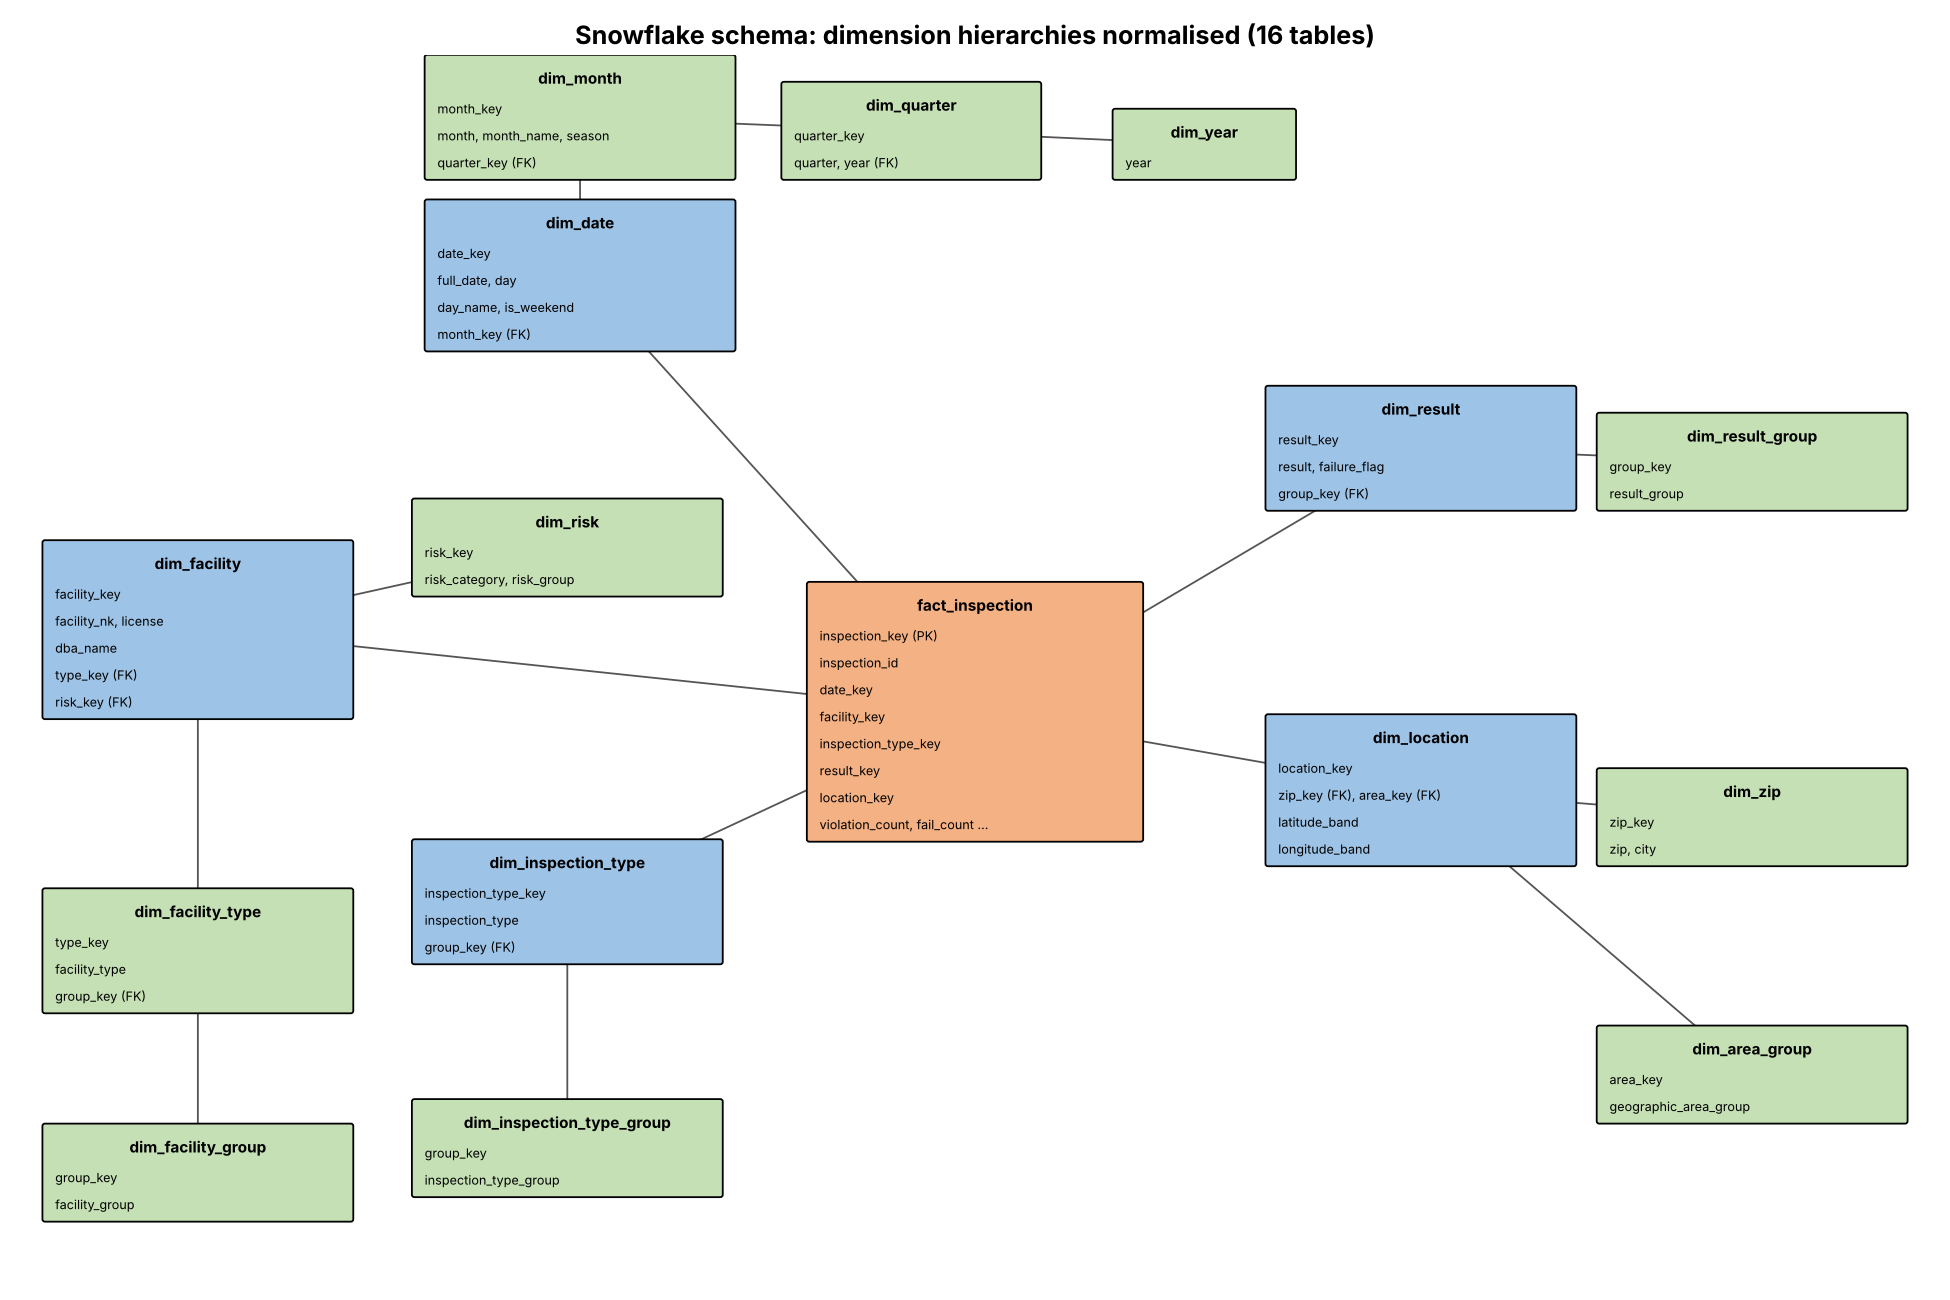 Snowflake schema: dimension hierarchies normalised (16 tables)
dim_month
month_key
month, month_name, season
quarter_key (FK)
dim_quarter
quarter_key
quarter, year (FK)
dim_year
year
dim_date
date_key
full_date, day
day_name, is_weekend
month_key (FK)
dim_result
result_key
result, failure_flag
group_key (FK)
dim_result_group
group_key
result_group
dim_risk
risk_key
risk_category, risk_group
dim_facility
facility_key
facility_nk, license
dba_name
type_key (FK)
risk_key (FK)
fact_inspection
inspection_key (PK)
inspection_id
date_key
facility_key
inspection_type_key
result_key
location_key
violation_count, fail_count ...
dim_location
location_key
zip_key (FK), area_key (FK)
latitude_band
longitude_band
dim_zip
zip_key
zip, city
dim_inspection_type
inspection_type_key
inspection_type
group_key (FK)
dim_facility_type
type_key
facility_type
group_key (FK)
dim_area_group
area_key
geographic_area_group
dim_inspection_type_group
group_key
inspection_type_group
dim_facility_group
group_key
facility_group